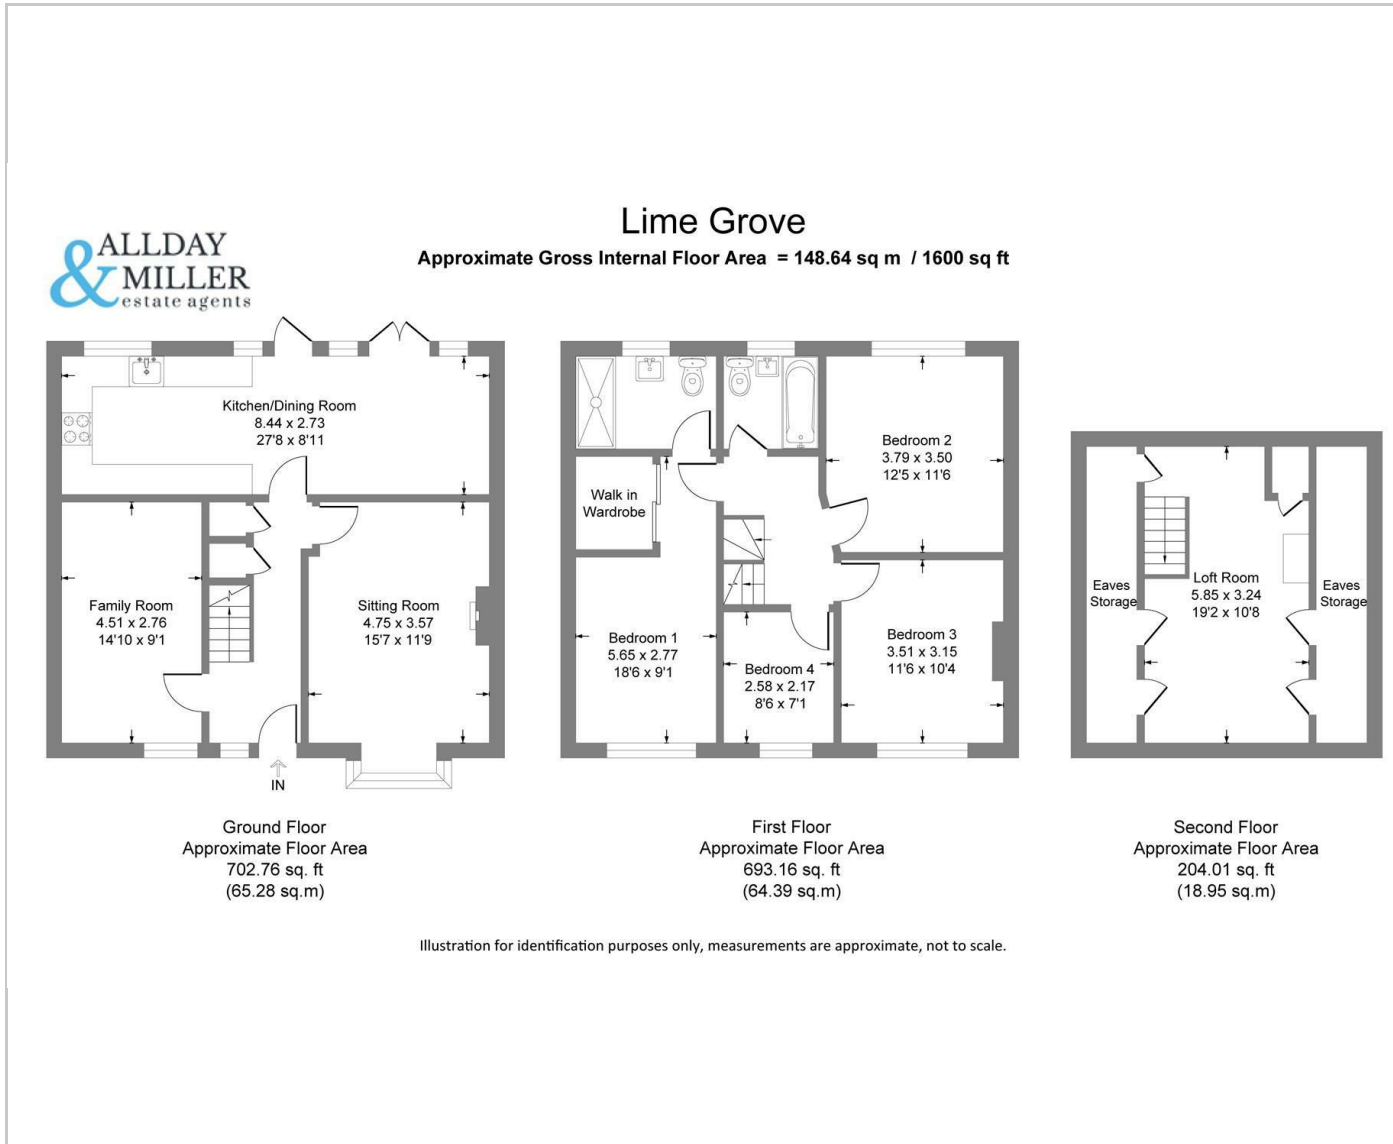 Lime Grove
Approximate Gross Internal Floor Area = 148.64 sq m / 1600 sq ft
ALLDAY
& MILLER
estate agents
Kitchen/Dining Room
8.44 x 2.73
27'8 x 8'11
Family Room
4.51 x 2.76
14'10 x 9'1
Sitting Room
4.75 x 3.57
15'7 x 11'9
IN
Ground Floor
Approximate Floor Area
702.76 sq. ft
(65.28 sq.m)
Walk in
Wardrobe
Bedroom 2
3.79 x 3.50
12'5 x 11'6
Bedroom 1
5.65 x 2.77
18'6 x 9'1
Bedroom 4
2.58 x 2.17
8'6 x 7'1
Bedroom 3
3.51 x 3.15
11'6 x 10'4
First Floor
Approximate Floor Area
693.16 sq. ft
(64.39 sq.m)
Eaves
Storage
Loft Room
5.85 x 3.24
19'2 x 10'8
Eaves
Storage
Second Floor
Approximate Floor Area
204.01 sq. ft
(18.95 sq.m)
Illustration for identification purposes only, measurements are approximate, not to scale.